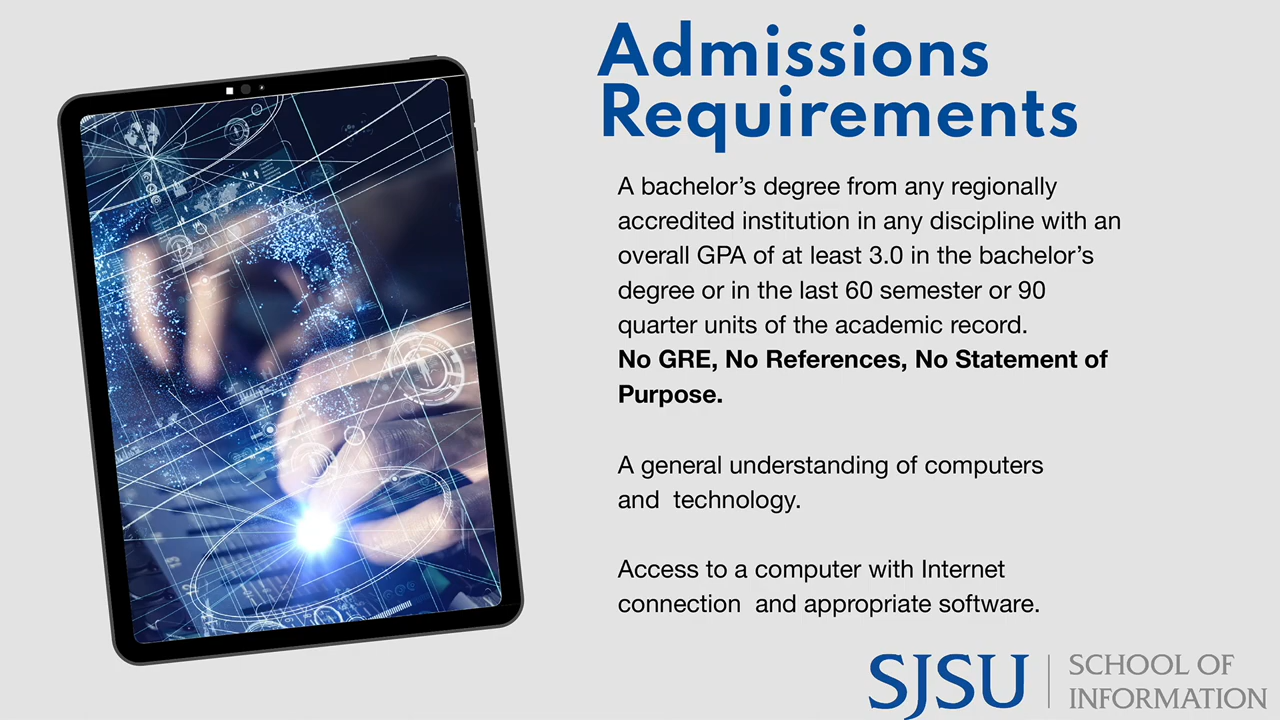 Admissions
Requirements
A bachelor’s degree from any regionally
accredited institution in any discipline with an
overall GPA of at least 3.0 in the bachelor’s
degree or in the last 60 semester or 90
quarter units of the academic record.
No GRE, No References, No Statement of
Purpose.
A general understanding of computers
and  technology.
Access to a computer with Internet
connection  and appropriate software.
SJSU
SCHOOL OF
INFORMATION